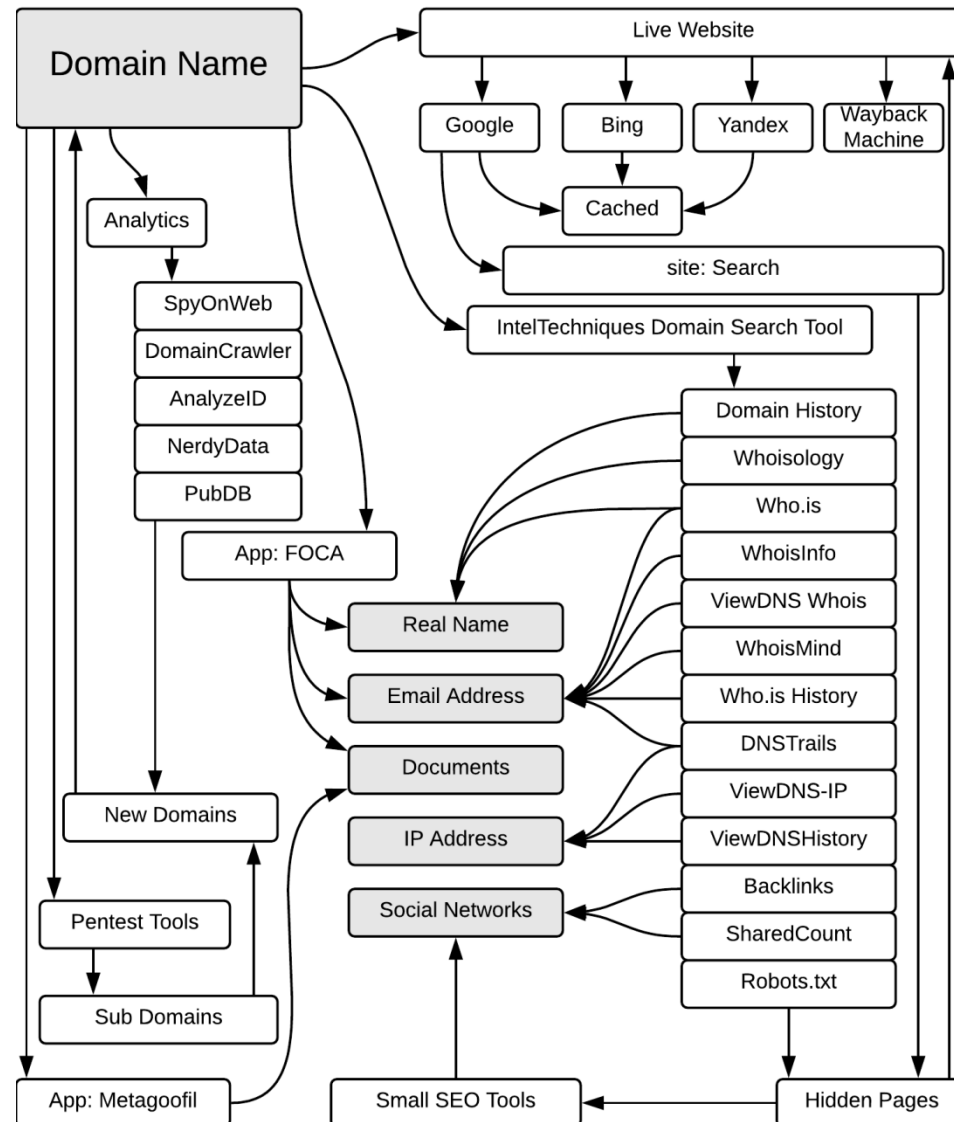 Domain Name
Live Website
Google
Bing
Yandex
Wayback
Machine
Cached
Analytics
site: Search
SpyOnWeb
IntelTechniques Domain Search Tool
DomainCrawler
AnalyzeID
NerdyData
PubDB
Domain History
Whoisology
Who.is
App: FOCA
WhoisInfo
ViewDNS Whois
Real Name
WhoisMind
Email Address
Who.is History
DNSTrails
Documents
ViewDNS-IP
New Domains
IP Address
ViewDNSHistory
Backlinks
Social Networks
Pentest Tools
SharedCount
Robots.txt
Sub Domains
App: Metagoofil
Small SEO Tools
Hidden Pages